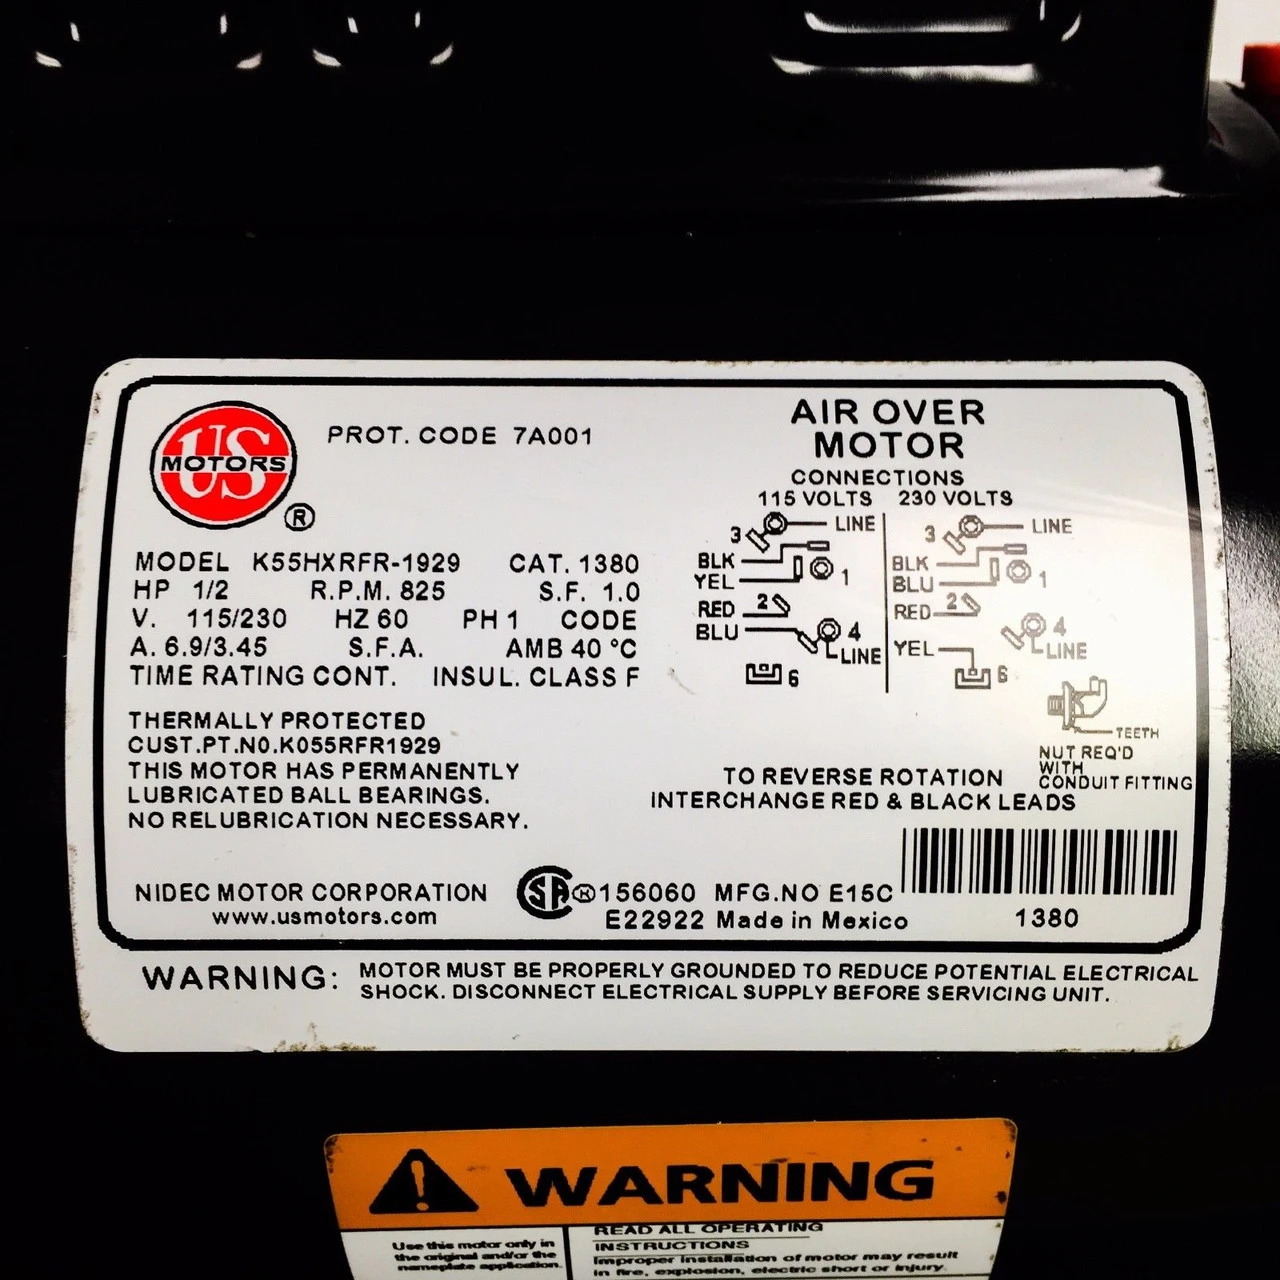 US
MOTORS
®
PROT. CODE 7A001
MODEL K55HXRFR-1929 CAT. 1380
HP 1/2 R.P.M. 825 S.F. 1.0
V. 115/230 HZ 60 PH 1 CODE
A. 6.9/3.45 S.F.A. AMB 40 °C
TIME RATING CONT. INSUL. CLASS F
THERMALLY PROTECTED
CUST.PT.NO.K055RFR1929
THIS MOTOR HAS PERMANENTLY
LUBRICATED BALL BEARINGS.
NO RELUBRICATION NECESSARY.
AIR OVER
MOTOR
CONNECTIONS
115 VOLTS 230 VOLTS
3 LINE
BLK
YEL 1
RED 2
BLU 4
LINE
6
3 LINE
BLK
BLU 1
RED 2
4
YEL LINE
6
TEETH
NUT REQ'D
WITH
CONDUIT FITTING
TO REVERSE ROTATION
INTERCHANGE RED & BLACK LEADS
NIDEC MOTOR CORPORATION
www.usmotors.com
SA ® 156060 MFG.NO E15C
E22922 Made in Mexico
1380
WARNING: MOTOR MUST BE PROPERLY GROUNDED TO REDUCE POTENTIAL ELECTRICAL
SHOCK. DISCONNECT ELECTRICAL SUPPLY BEFORE SERVICING UNIT.
WARNING
Use this motor only in
the original and/or the
nameplate application.
READ ALL OPERATING
INSTRUCTIONS
Improper installation of motor may result
in fire, explosion, electric short or injury.